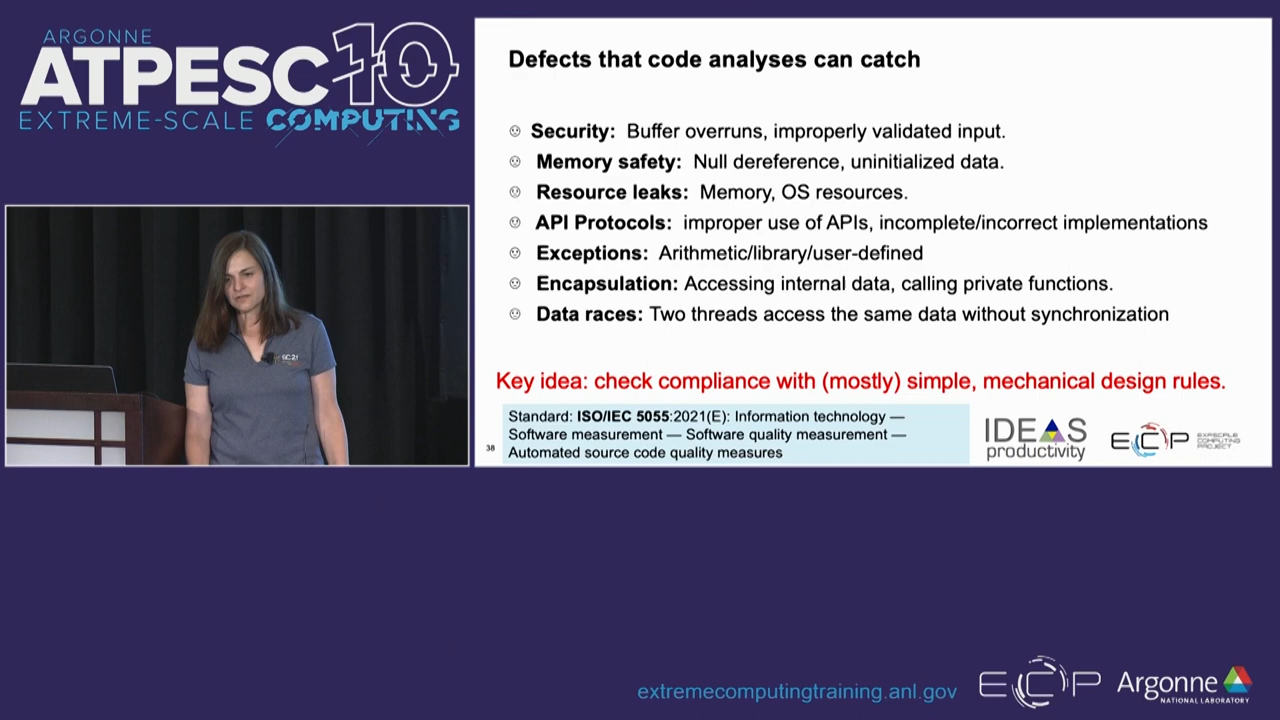 ARGONNE
ATPESC10
EXTREME-SCALE COMPUTING
Defects that code analyses can catch
Security: Buffer overruns, improperly validated input.
Memory safety: Null dereference, uninitialized data.
Resource leaks: Memory, OS resources.
API Protocols: improper use of APIs, incomplete/incorrect implementations
Exceptions: Arithmetic/library/user-defined
Encapsulation: Accessing internal data, calling private functions.
Data races: Two threads access the same data without synchronization
Key idea: check compliance with (mostly) simple, mechanical design rules.
Standard: ISO/IEC 5055:2021(E): Information technology —
Software measurement — Software quality measurement —
Automated source code quality measures
38
IDEAS
productivity
ECP
EXASCALE
COMPUTING
PROJECT
SC21
extremecomputingtraining.anl.gov
ECP
Argonne
NATIONAL LABORATORY